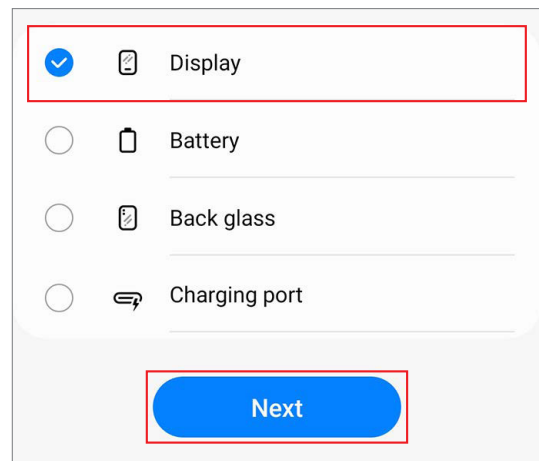 Display
Battery
Back glass
Charging port
Next